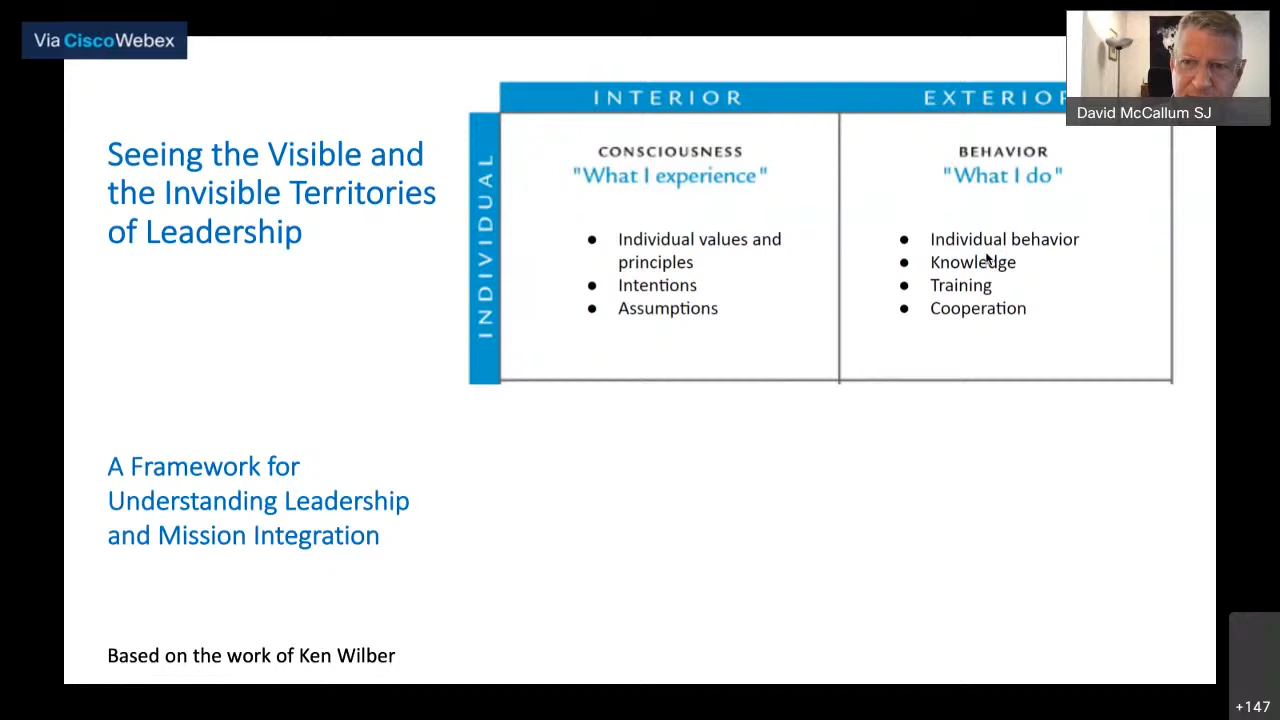 Via CiscoWebex
David McCallum SJ
INTERIOR
EXTERIOR
INDIVIDUAL
Seeing the Visible and
the Invisible Territories
of Leadership
CONSCIOUSNESS
"What I experience"
● Individual values and
principles
● Intentions
● Assumptions
BEHAVIOR
"What I do"
● Individual behavior
● Knowledge
● Training
● Cooperation
A Framework for
Understanding Leadership
and Mission Integration
Based on the work of Ken Wilber
+147